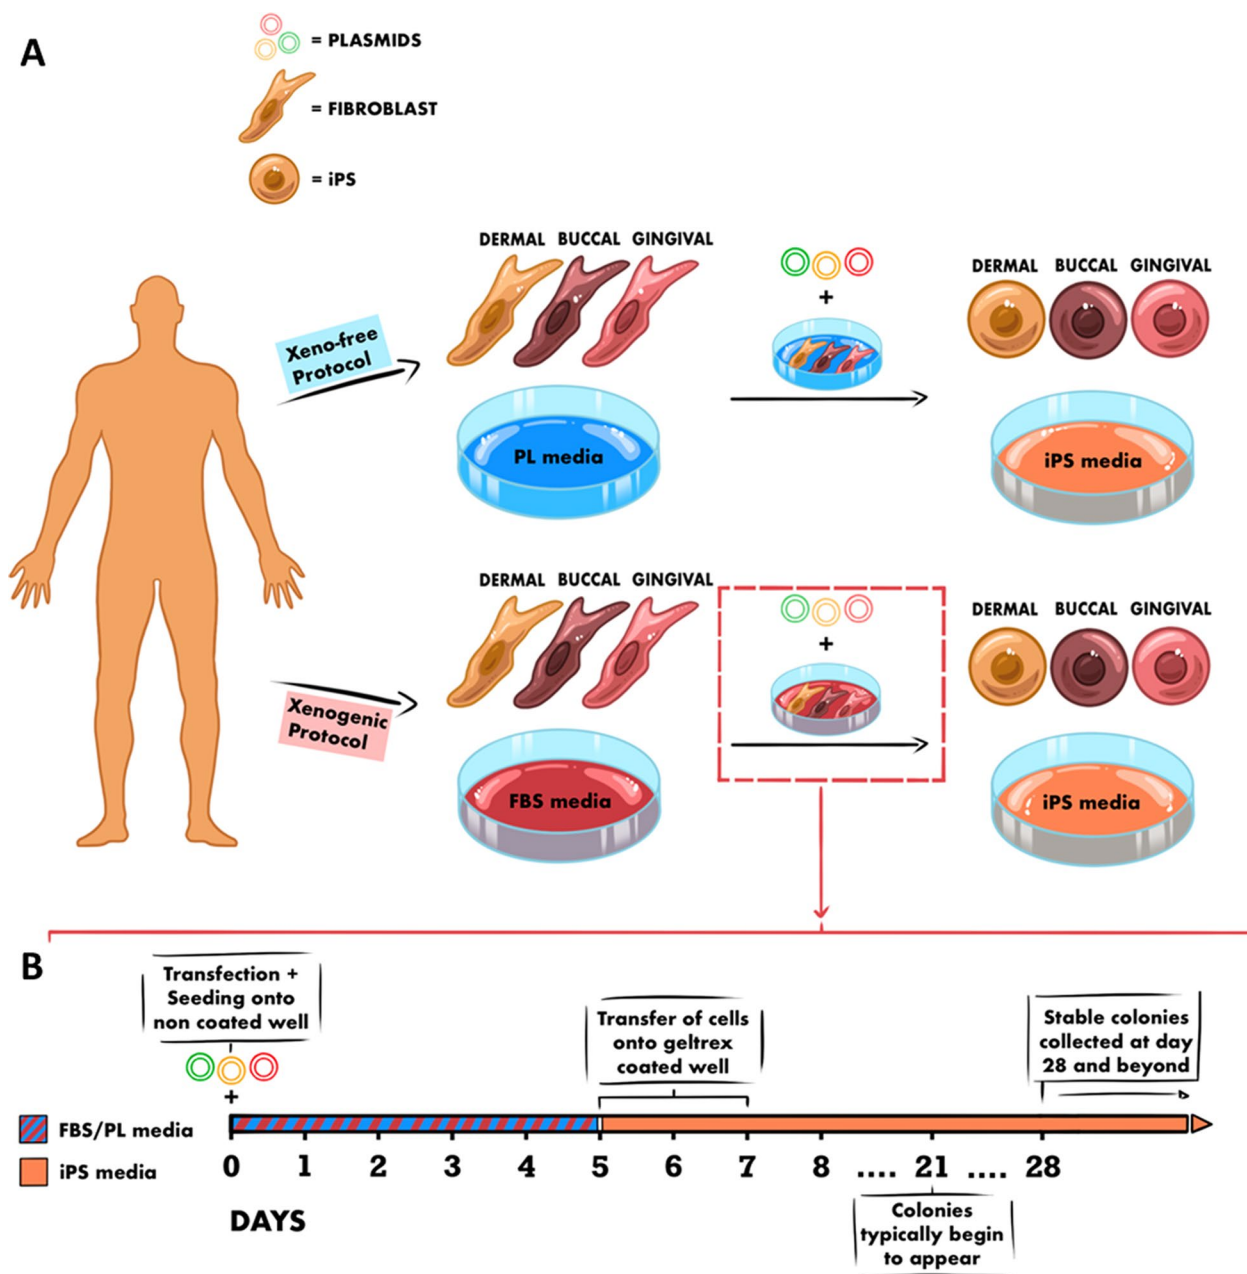 A
= PLASMIDS
= FIBROBLAST
= iPS
DERMAL BUCCAL GINGIVAL
DERMAL BUCCAL GINGIVAL
+
Xeno-free
Protocol
PL media
iPS media
DERMAL BUCCAL GINGIVAL
DERMAL BUCCAL GINGIVAL
+
Xenogenic
Protocol
FBS media
iPS media
B
Transfection +
Seeding onto
non coated well
+
Transfer of cells
onto geltrex
coated well
Stable colonies
collected at day
28 and beyond
FBS/PL media
iPS media
0 1 2 3 4 5 6 7 8 .... 21 .... 28
DAYS
Colonies
typically begin
to appear